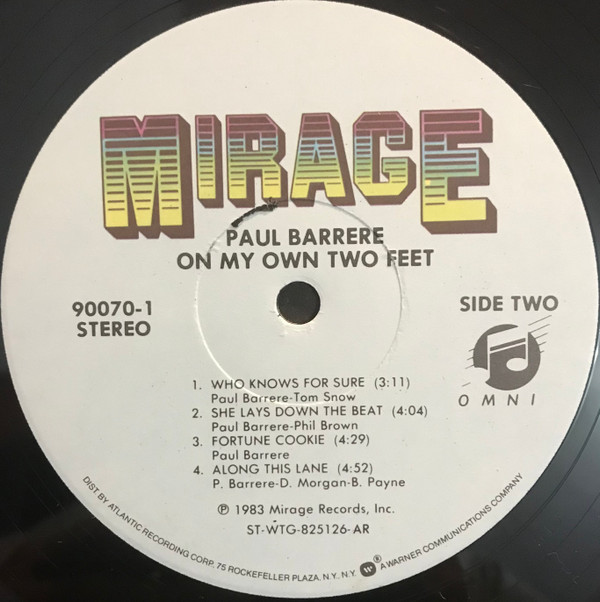 MIRAGE
PAUL BARRERE
ON MY OWN TWO FEET
90070-1
STEREO
SIDE TWO
OMNI
1. WHO KNOWS FOR SURE (3:11)
Paul Barrere-Tom Snow
2. SHE LAYS DOWN THE BEAT (4:04)
Paul Barrere-Phil Brown
3. FORTUNE COOKIE (4:29)
Paul Barrere
4. ALONG THIS LANE (4:52)
P. Barrere-D. Morgan-B. Payne
℗ 1983 Mirage Records, Inc.
ST-WTG-825126-AR
DIST. BY ATLANTIC RECORDING CORP. 75 ROCKEFELLER PLAZA, N.Y., N.Y. W ® A WARNER COMMUNICATIONS COMPANY